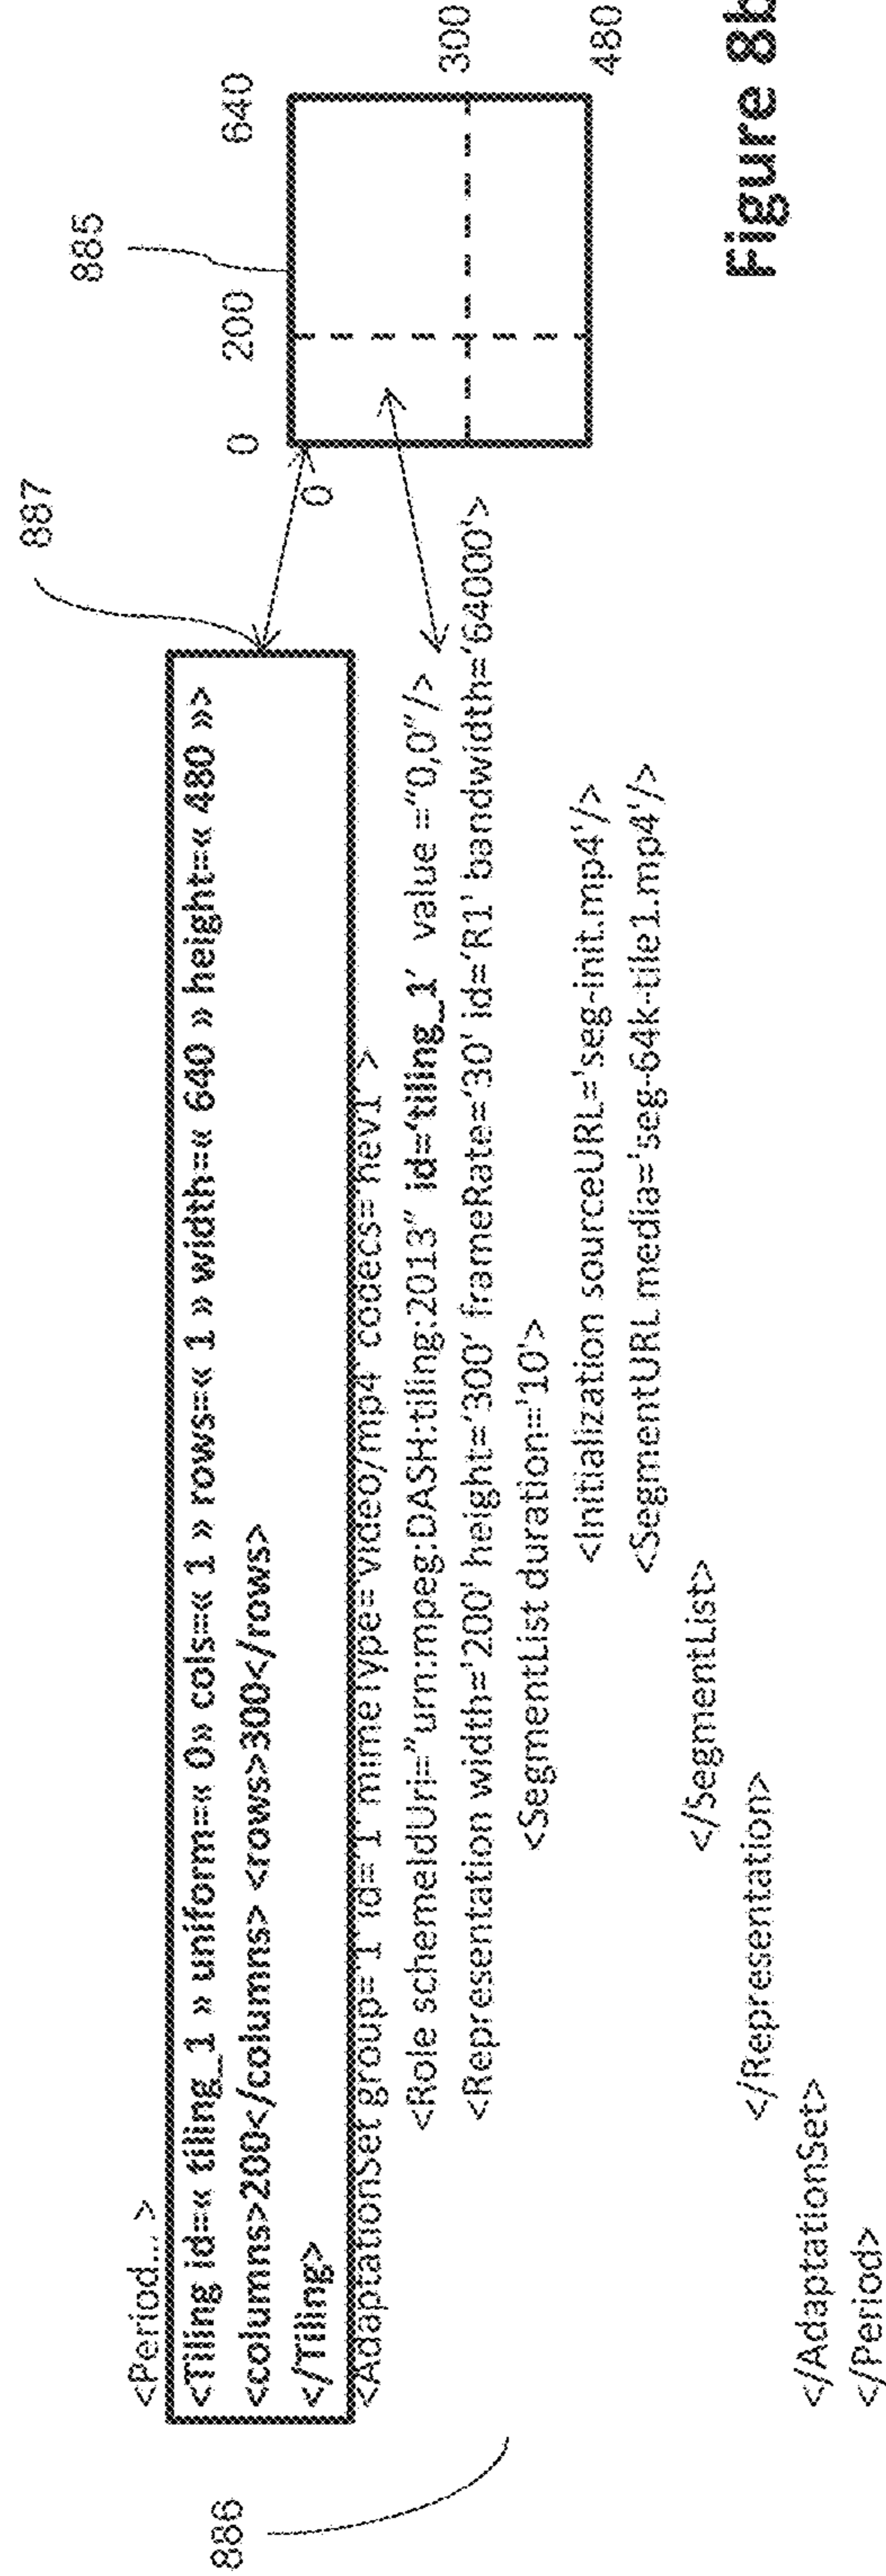 886
<Period... >
<Tiling id=« tiling_1 » uniform=« 0» cols=« 1 » rows=« 1 » width=« 640 » height=« 480 »>
<columns>200</columns> <rows>300</rows>
</Tiling>
<AdaptationSet group='1' id='1' mimeType='video/mp4' codecs='hev1' >
<Role schemeIdUri="urn:mpeg:DASH:tiling:2013" id='tiling_1' value ="0,0"/>
<Representation width='200' height='300' frameRate='30' id='R1' bandwidth='64000'>
<SegmentList duration='10'>
<Initialization sourceURL='seg-init.mp4'/>
<SegmentURL media='seg-64k-tile1.mp4'/>
</SegmentList>
</Representation>
</AdaptationSet>
</Period>
887
885
0 200 640
0
300
480
Figure 8b